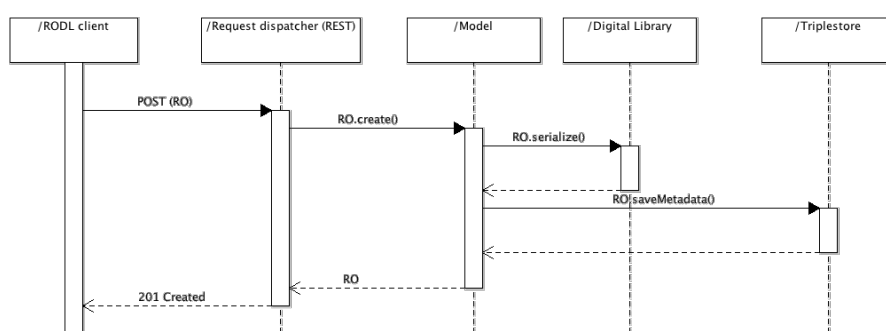 /RODL client
/Request dispatcher (REST)
/Model
/Digital Library
/Triplestore
POST (RO)
RO.create()
RO.serialize()
RO.saveMetadata()
RO
201 Created